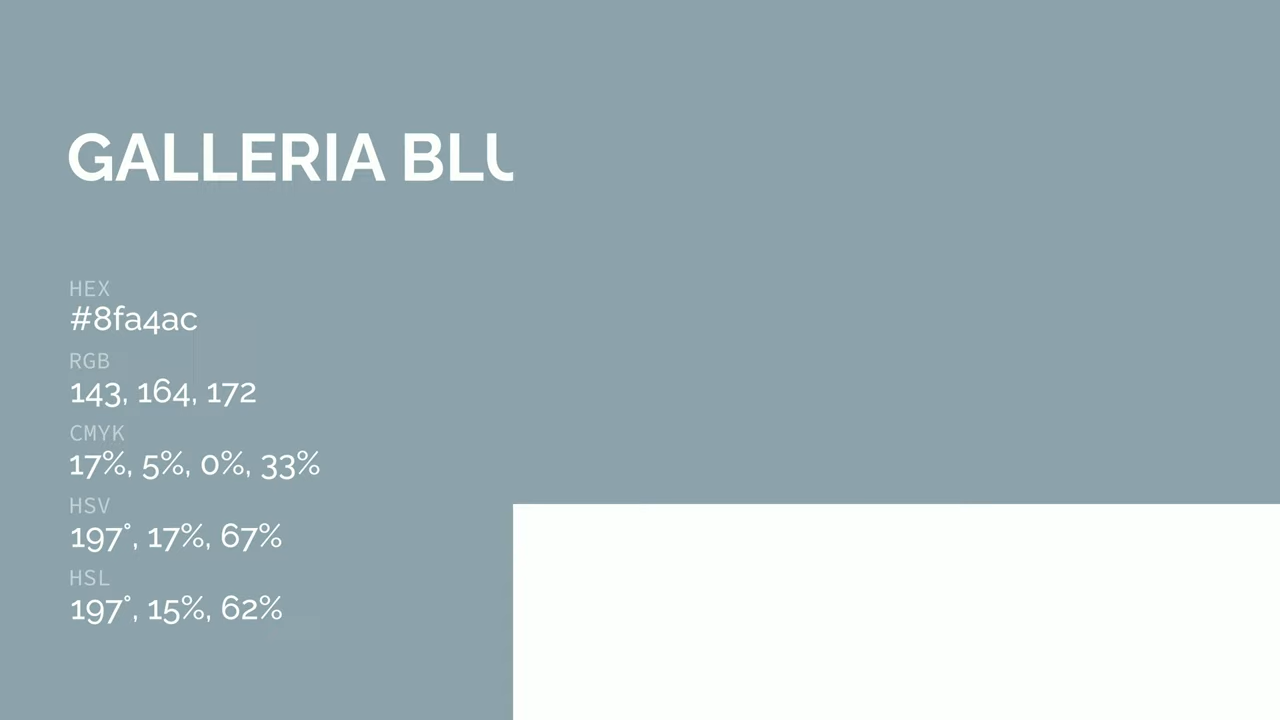 GALLERIA BLU
HEX
#8fa4ac
RGB
143, 164, 172
CMYK
17%, 5%, 0%, 33%
HSV
197°, 17%, 67%
HSL
197°, 15%, 62%